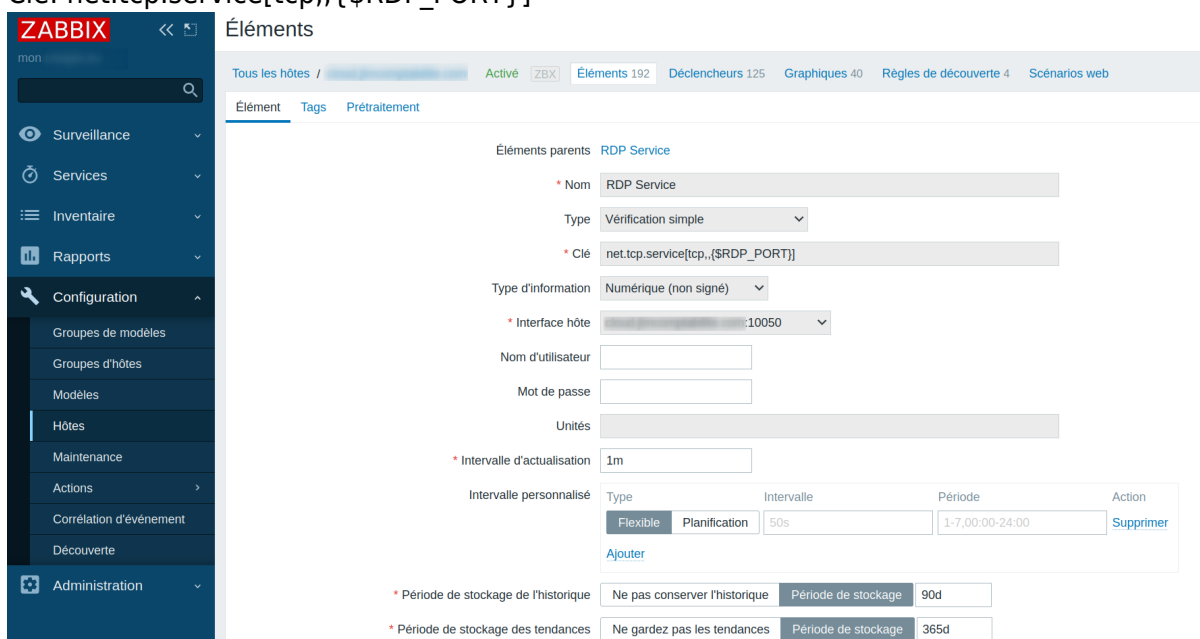 Clé: net.tcp.service[tcp,,{$RDP_PORT}]
ZABBIX
Éléments
mon
Tous les hôtes / Activé ZBX Éléments 192 Déclencheurs 125 Graphiques 40 Règles de découverte 4 Scénarios web
Élément Tags Prétraitement
Surveillance
Services
Inventaire
Rapports
Configuration
Groupes de modèles
Groupes d'hôtes
Modèles
Hôtes
Maintenance
Actions
Corrélation d'événement
Découverte
Administration
Éléments parents RDP Service
* Nom RDP Service
Type Vérification simple
* Clé net.tcp.service[tcp,,{$RDP_PORT}]
Type d'information Numérique (non signé)
* Interface hôte :10050
Nom d'utilisateur
Mot de passe
Unités
* Intervalle d'actualisation 1m
Intervalle personnalisé Type Intervalle Période Action
Flexible Planification 50s 1-7,00:00-24:00 Supprimer
Ajouter
* Période de stockage de l'historique Ne pas conserver l'historique Période de stockage 90d
* Période de stockage des tendances Ne gardez pas les tendances Période de stockage 365d